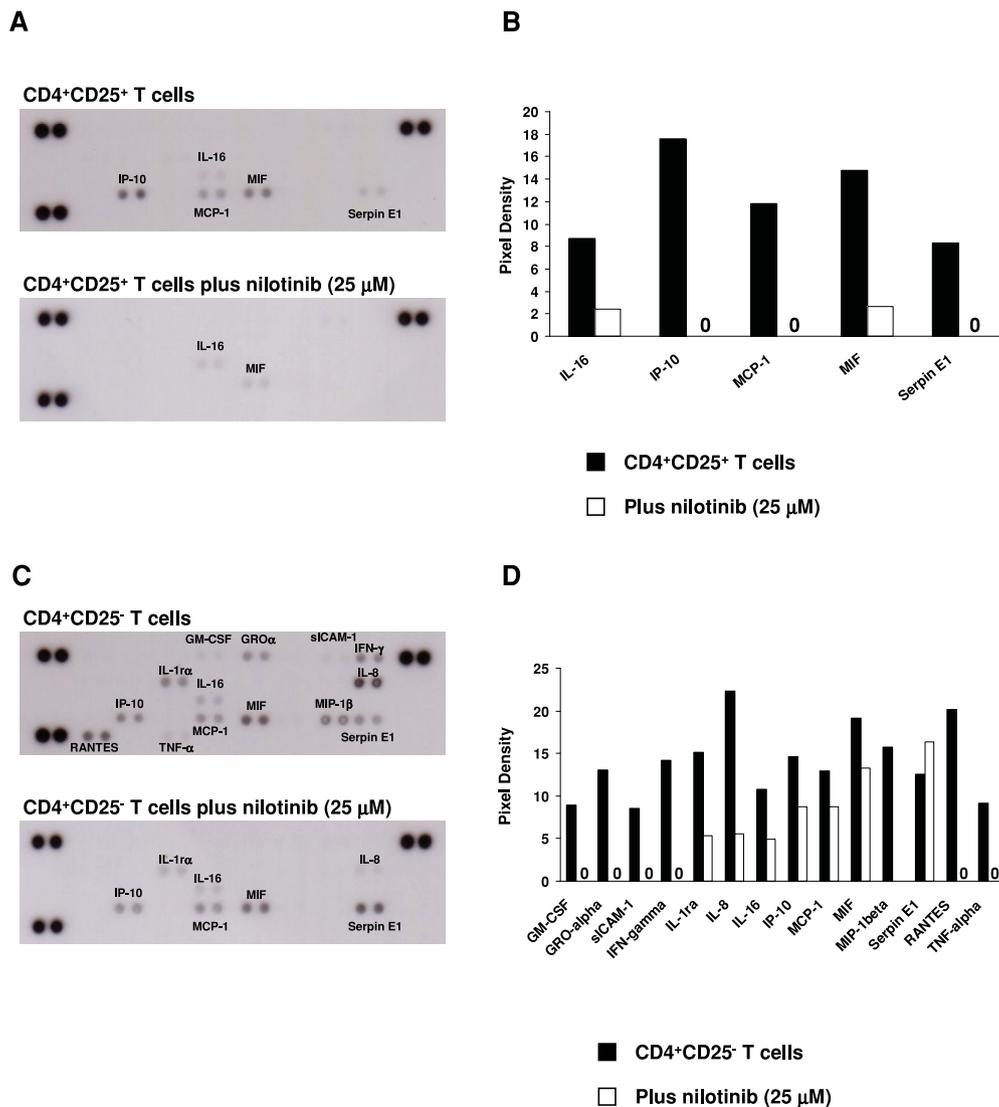 A
B
CD4+CD25+ T cells
IL-16
IP-10
MIF
MCP-1
Serpin E1
CD4+CD25+ T cells plus nilotinib (25 µM)
IL-16
MIF
Pixel Density
20
18
16
14
12
10
8
6
4
2
0
0
0
0
IL-16
IP-10
MCP-1
MIF
Serpin E1
CD4+CD25+ T cells
Plus nilotinib (25 µM)
C
D
CD4+CD25- T cells
GM-CSF
GROα
sICAM-1
IFN-γ
IL-1rα
IL-8
IL-16
IP-10
MIF
MIP-1β
MCP-1
Serpin E1
RANTES
TNF-α
CD4+CD25- T cells plus nilotinib (25 µM)
IL-1rα
IL-8
IL-16
IP-10
MIF
MCP-1
Serpin E1
Pixel Density
25
20
15
10
5
0
0
0
0
0
0
0
GM-CSF
GRO-alpha
sICAM-1
IFN-gamma
IL-1ra
IL-8
IL-16
IP-10
MCP-1
MIF
MIP-1beta
Serpin E1
RANTES
TNF-alpha
CD4+CD25- T cells
Plus nilotinib (25 µM)